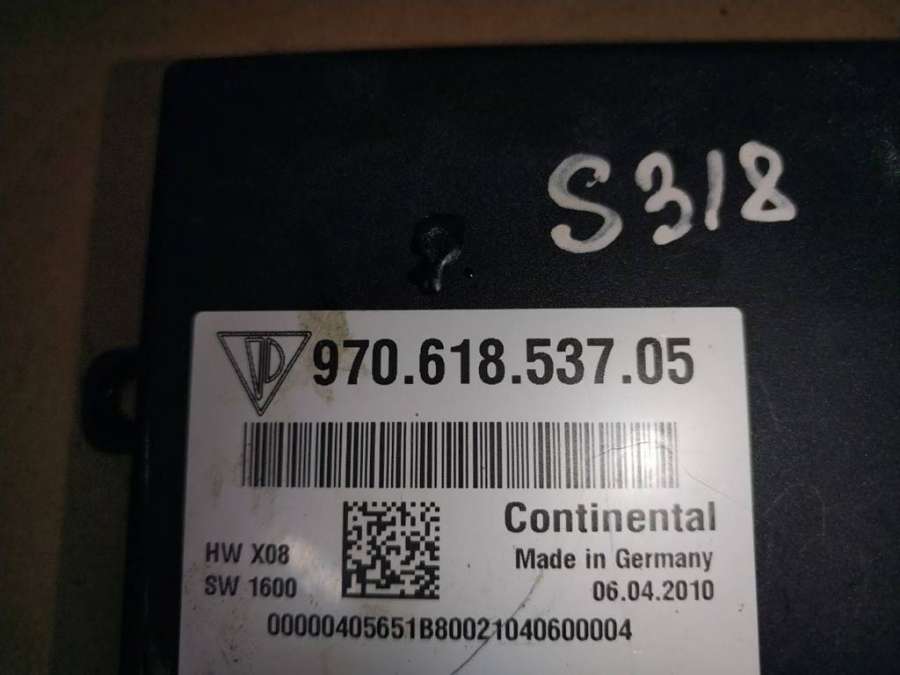 S318
970.618.537.05
Continental
HW X08
Made in Germany
SW 1600
06.04.2010
00000405651B80021040600004